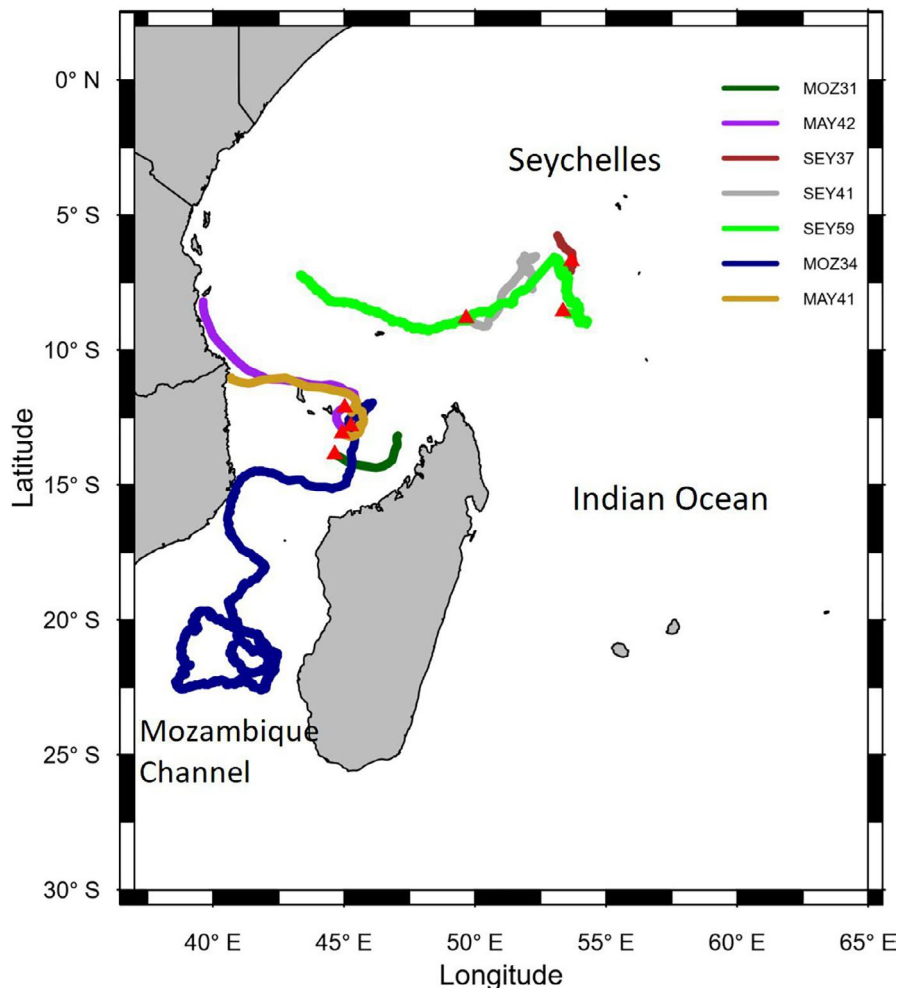 0° N
5° S
10° S
15° S
20° S
25° S
30° S
Latitude
MOZ31
MAY42
SEY37
SEY41
SEY59
MOZ34
MAY41
Seychelles
Indian Ocean
Mozambique
Channel
40° E
45° E
50° E
55° E
60° E
65° E
Longitude